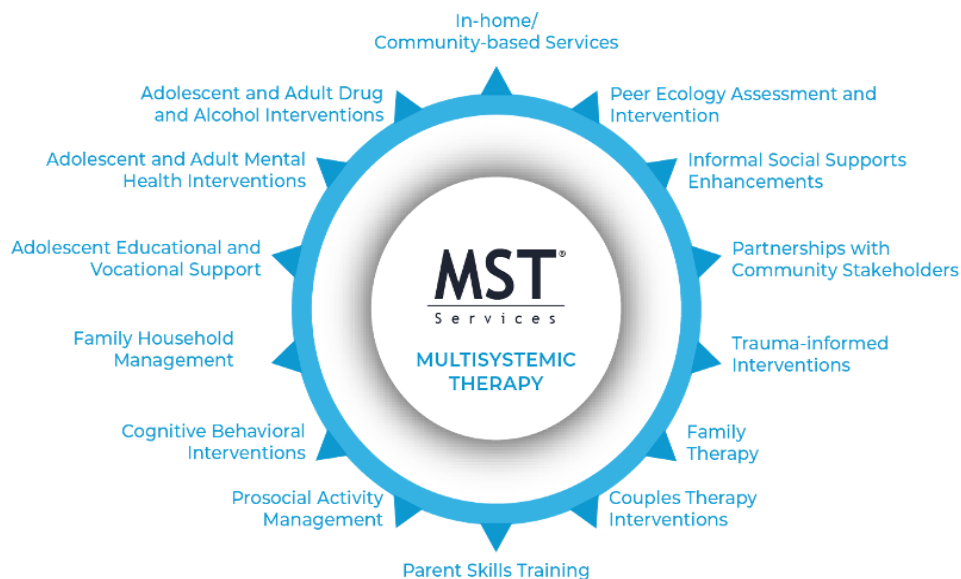 In-home/
Community-based Services
Peer Ecology Assessment and
Intervention
Informal Social Supports
Enhancements
Partnerships with
Community Stakeholders
Trauma-informed
Interventions
Family
Therapy
Couples Therapy
Interventions
Parent Skills Training
Prosocial Activity
Management
Cognitive Behavioral
Interventions
Family Household
Management
Adolescent Educational and
Vocational Support
Adolescent and Adult Mental
Health Interventions
Adolescent and Adult Drug
and Alcohol Interventions
MST®
Services
MULTISYSTEMIC
THERAPY